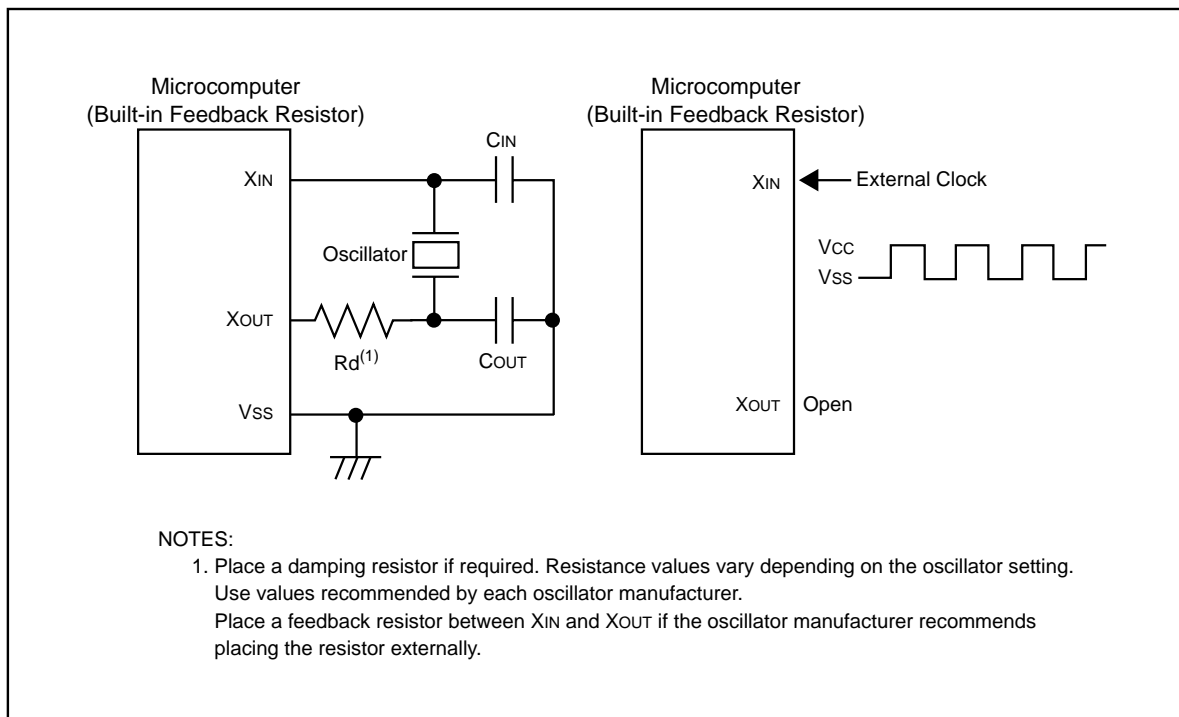 Microcomputer
(Built-in Feedback Resistor)
XIN
CIN
Oscillator
XOUT
Rd(1)
COUT
VSS
Microcomputer
(Built-in Feedback Resistor)
XIN
External Clock
VCC
VSS
XOUT
Open
NOTES:
1. Place a damping resistor if required. Resistance values vary depending on the oscillator setting.
Use values recommended by each oscillator manufacturer.
Place a feedback resistor between XIN and XOUT if the oscillator manufacturer recommends
placing the resistor externally.